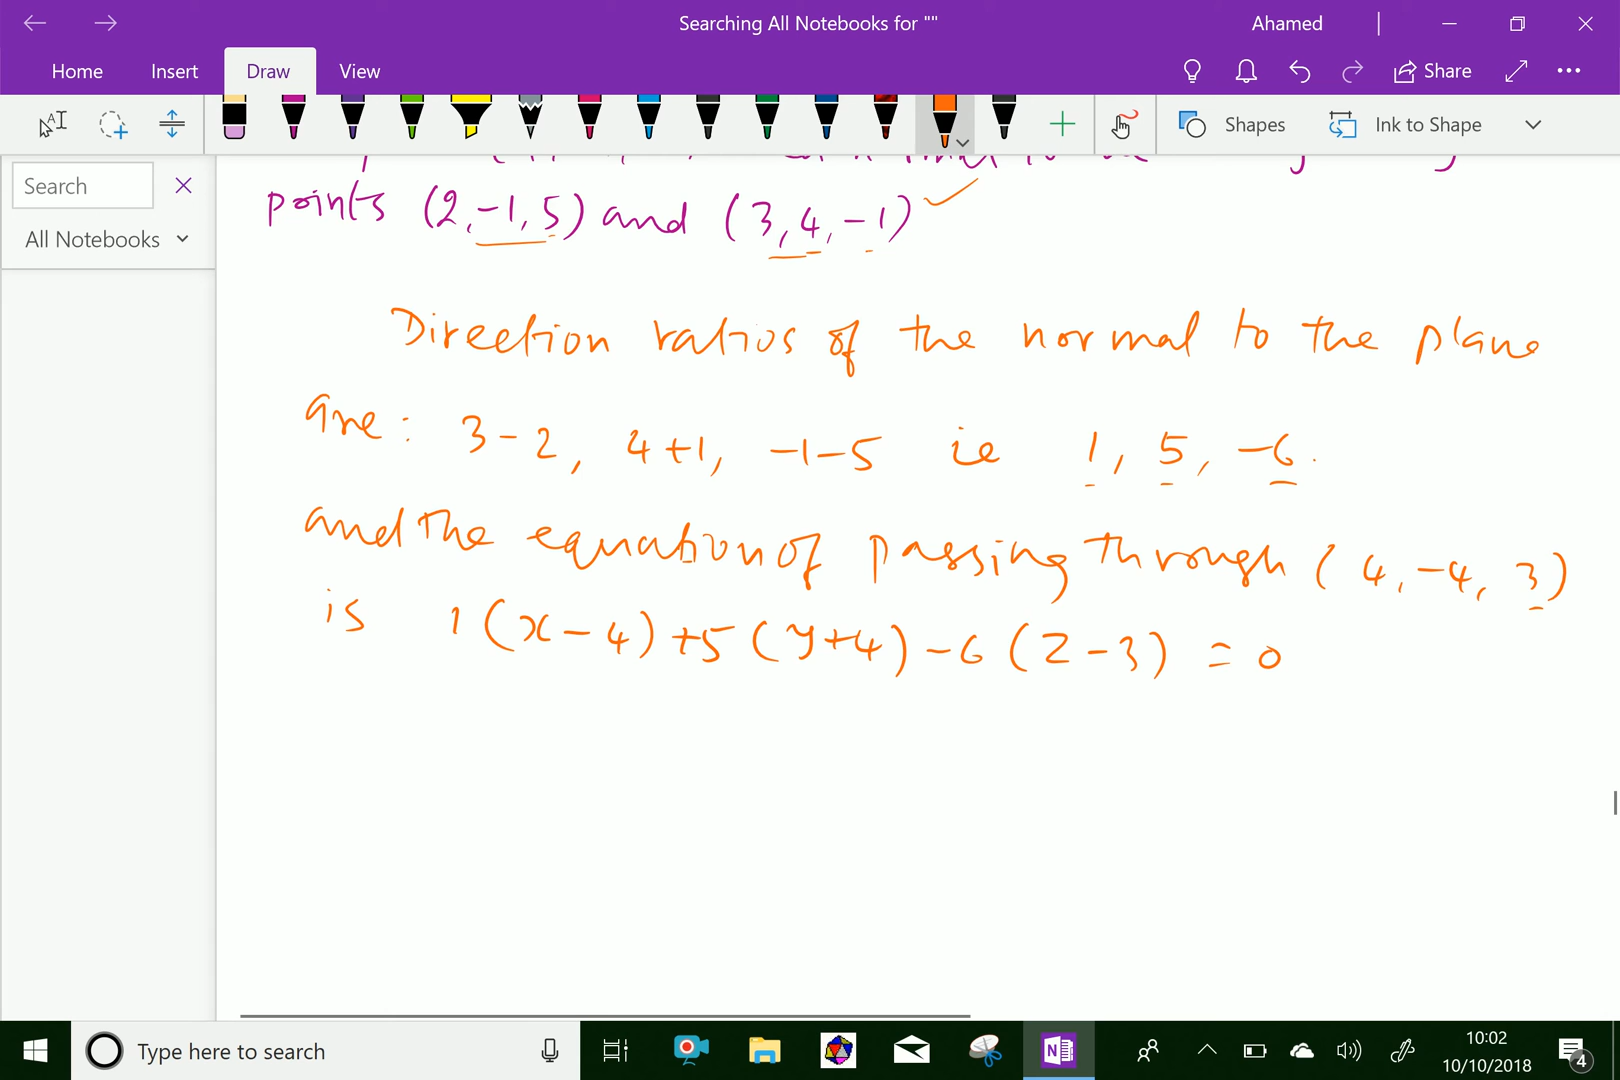 Searching All Notebooks for ""
Ahamed
Home Insert Draw View
Share
Shapes
Ink to Shape
Search
All Notebooks
points (2, -1, 5) and (3, 4, -1)
Direction ratios of the normal to the plane
are: 3-2, 4+1, -1-5 ie 1, 5, -6.
and the equation of passing through (4, -4, 3)
is 1(x-4)+5(y+4)-6(z-3) = 0
Type here to search
10:02
10/10/2018
4